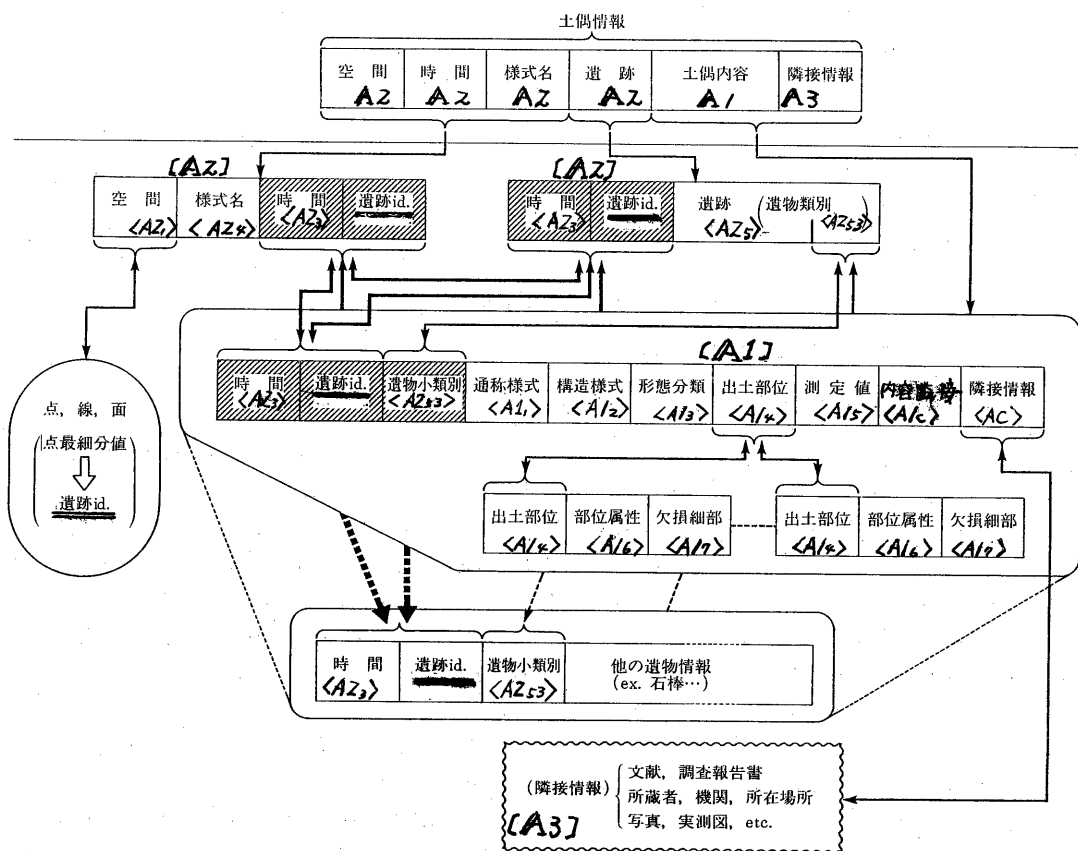 土偶情報
空間 時間 様式名 遺跡 土偶内容 隣接情報
A2 A2 A2 A2 A1 A3
[A2] [A2]
空間 様式名 時間 遺跡id. 時間 遺跡id. 遺跡 (遺物類別)
<A2₁> <A2₄> <A2₃> <A2₃> <A2₅> <A2₅₃>
[A1]
時間 遺跡id. 遺物小類別 通称様式 構造様式 形態分類 出土部位 測定値 隣接情報
<A2₃> <A2₅₃> <A1₁> <A1₂> <A1₃> <A1₄> <A1₅> <A1c> <AC>
点, 線, 面
(点最細分値)
遺跡id.
出土部位 部位属性 欠損細部 出土部位 部位属性 欠損細部
<A1₄> <A1₆> <A1₇> <A1₄> <A1₆> <A1₇>
時間 遺跡id. 遺物小類別 他の遺物情報
<A2₃> <A2₅₃> (ex. 石棒…)
(隣接情報)
[A3]
文献, 調査報告書
所蔵者, 機関, 所在場所
写真, 実測図, etc.